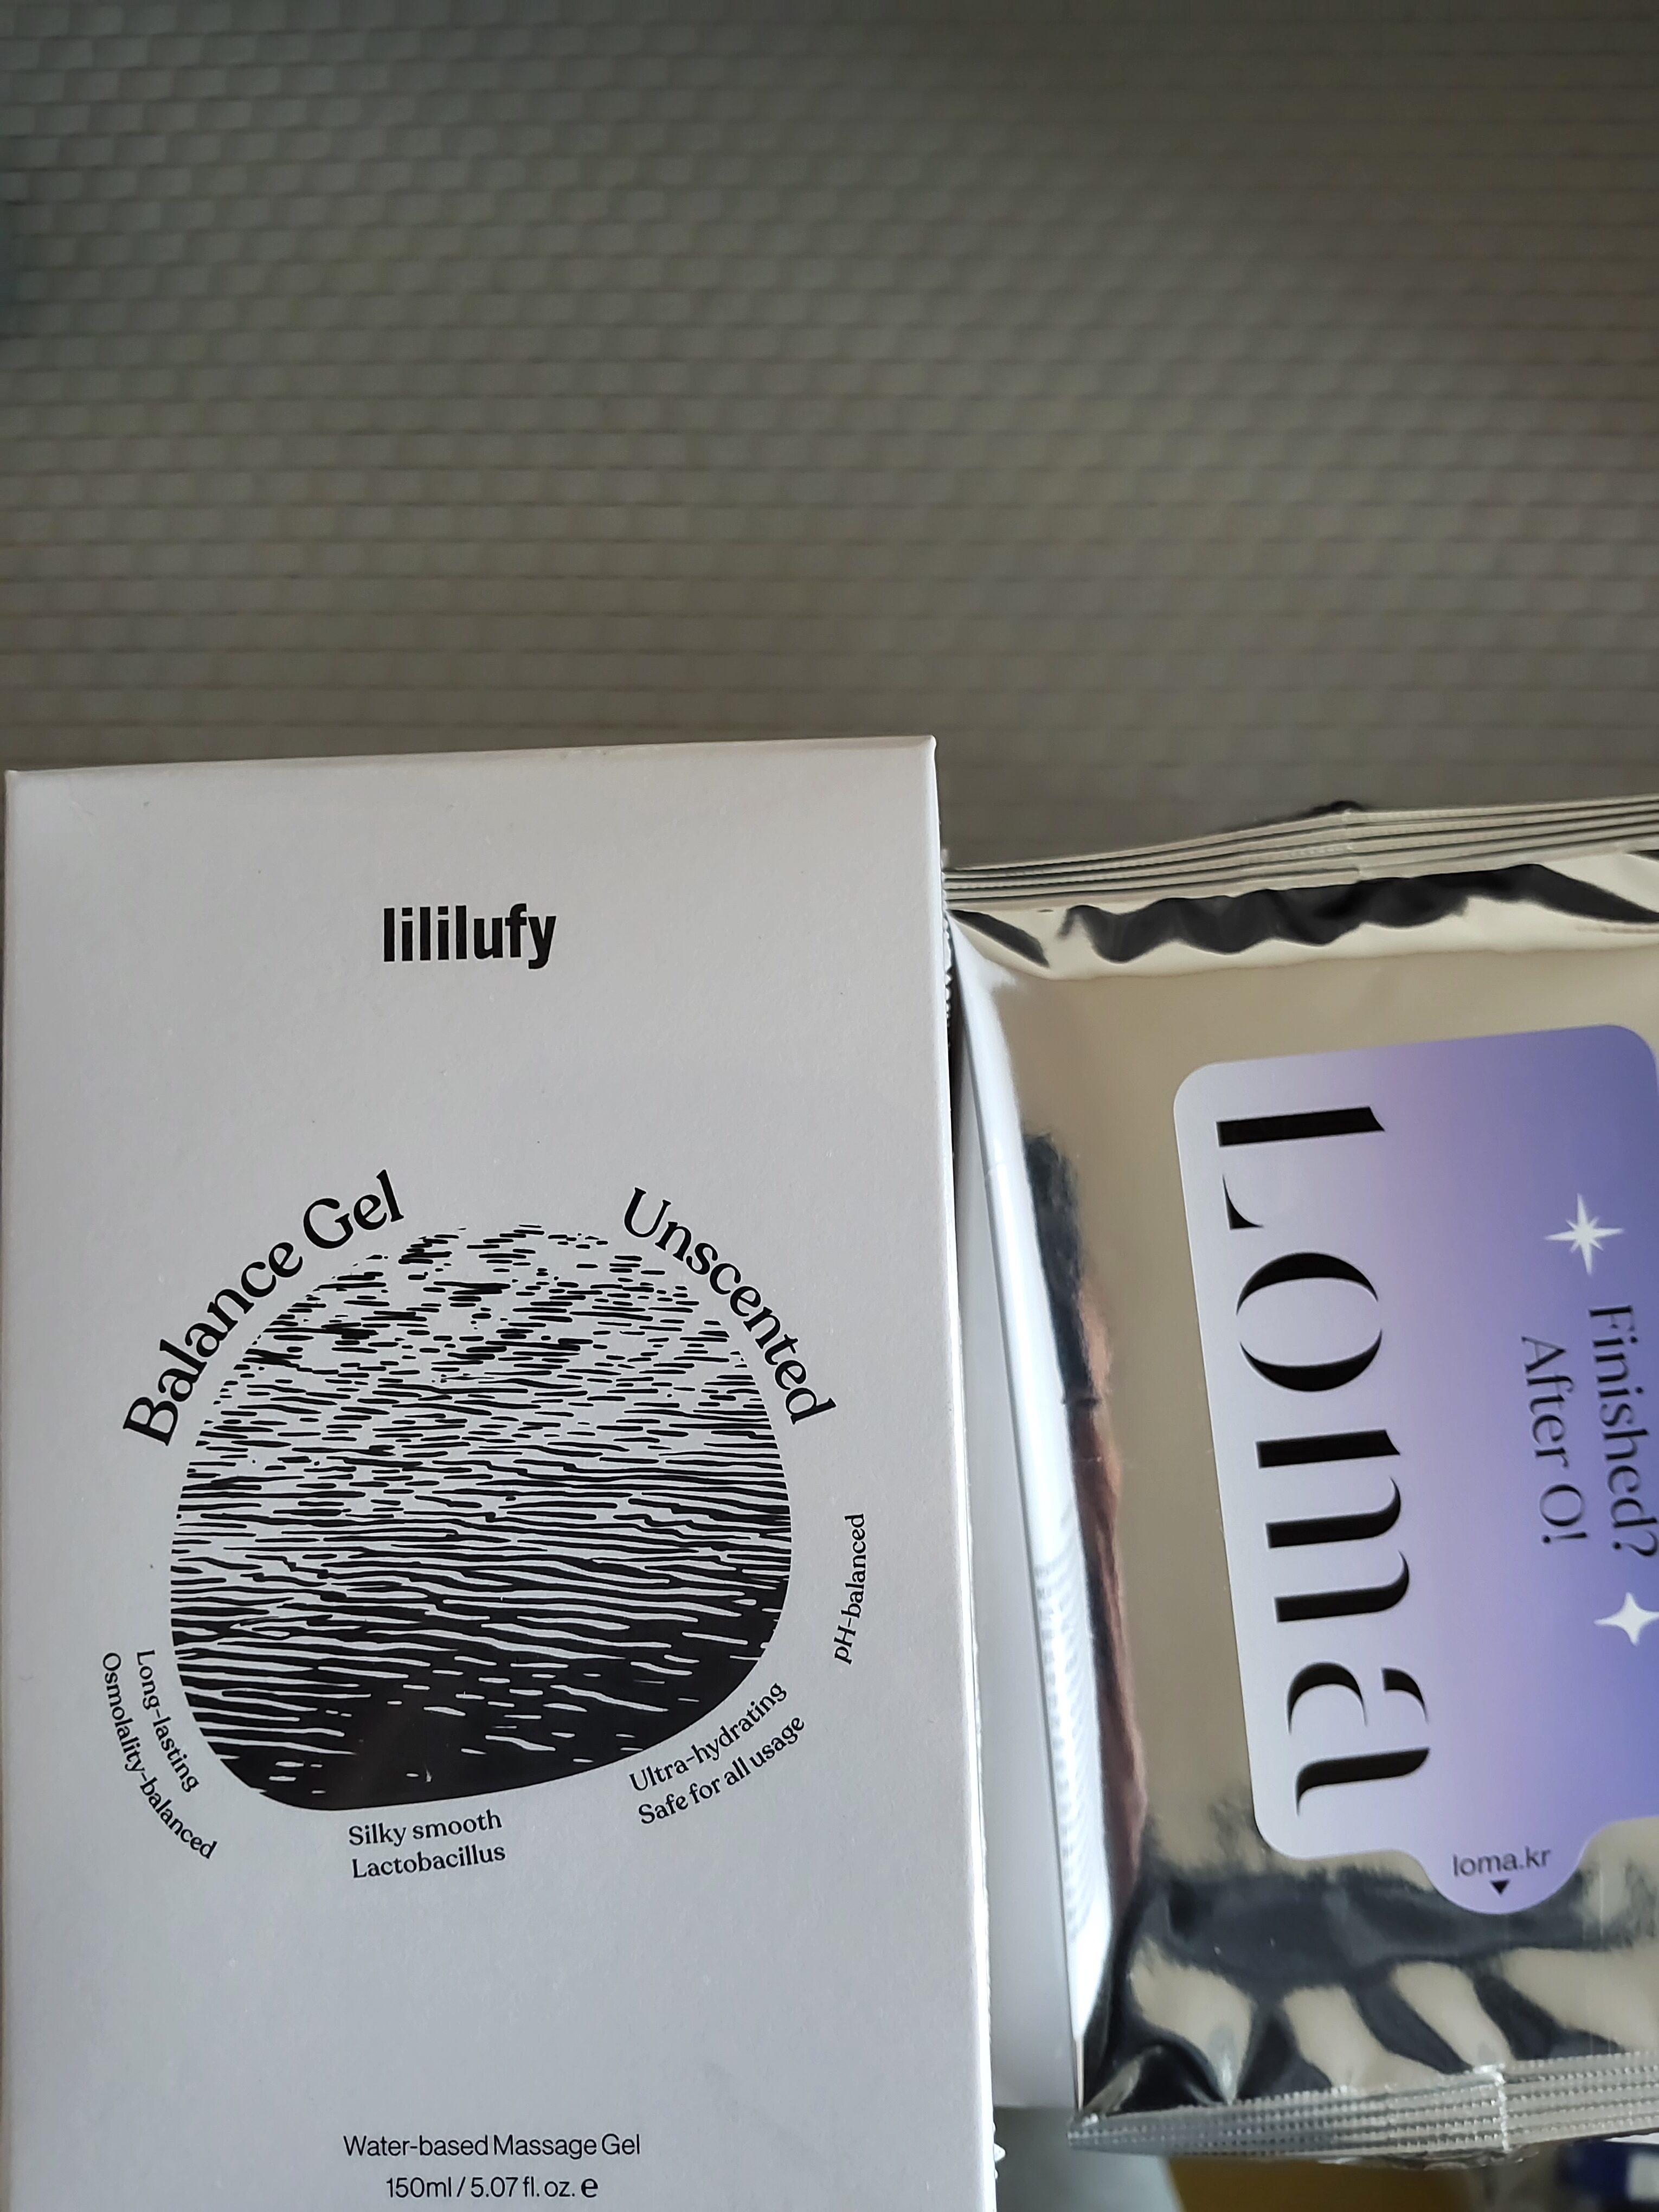 lililufy
Balance Gel
Unscented
pH-balanced
Long-lasting
Osmolality-balanced
Silky smooth
Lactobacillus
Ultra-hydrating
Safe for all usage
Water-based Massage Gel
150ml / 5.07 fl. oz. e
Finished?
After O!
Loma
loma.kr